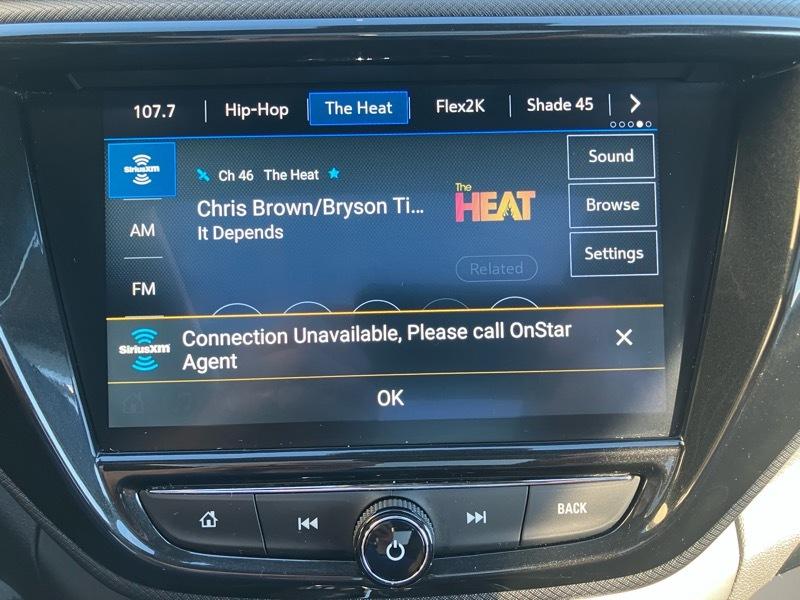 107.7 Hip-Hop The Heat Flex2K Shade 45
SiriusXM
Ch 46 The Heat
Chris Brown/Bryson Ti...
It Depends
The
HEAT
Related
AM
FM
Sound
Browse
Settings
SiriusXM
Connection Unavailable, Please call OnStar
Agent
OK
BACK